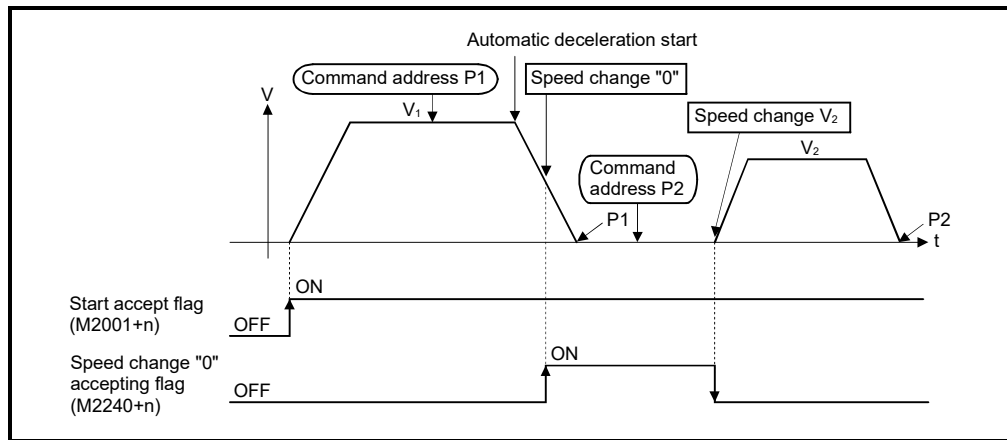 Automatic deceleration start
Command address P1
Speed change "0"
V
V1
Speed change V2
Command
address P2
V2
P1
P2
t
ON
Start accept flag
(M2001+n)
OFF
Speed change "0"
accepting flag
(M2240+n)
ON
OFF